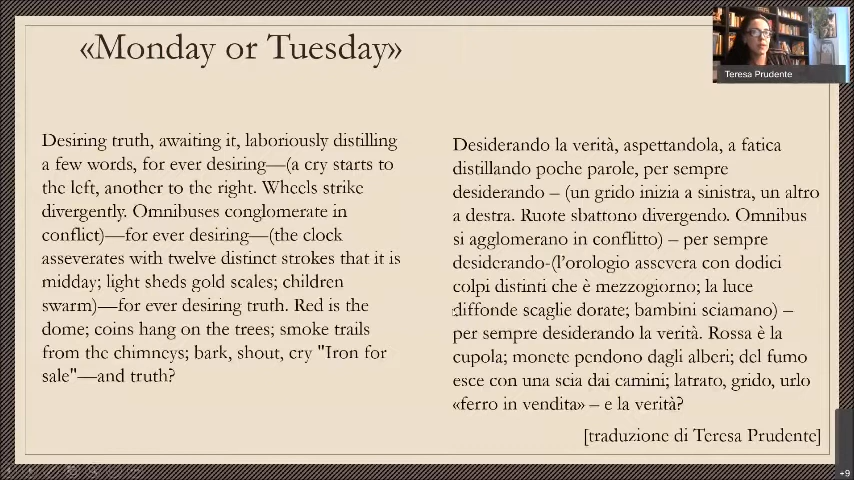 «Monday or Tuesday»
Teresa Prudente
Desiring truth, awaiting it, laboriously distilling
a few words, for ever desiring—(a cry starts to
the left, another to the right. Wheels strike
divergently. Omnibuses conglomerate in
conflict)—for ever desiring—(the clock
asseverates with twelve distinct strokes that it is
midday; light sheds gold scales; children
swarm)—for ever desiring truth. Red is the
dome; coins hang on the trees; smoke trails
from the chimneys; bark, shout, cry "Iron for
sale"—and truth?
Desiderando la verità, aspettandola, a fatica
distillando poche parole, per sempre
desiderando – (un grido inizia a sinistra, un altro
a destra. Ruote sbattono divergendo. Omnibus
si agglomerano in conflitto) – per sempre
desiderando-(l'orologio assevera con dodici
colpi distinti che è mezzogiorno; la luce
diffonde scaglie dorate; bambini sciamano) –
per sempre desiderando la verità. Rossa è la
cupola; monete pendono dagli alberi; del fumo
esce con una scia dai camini; latrato, grido, urlo
«ferro in vendita» – e la verità?
[traduzione di Teresa Prudente]
+9